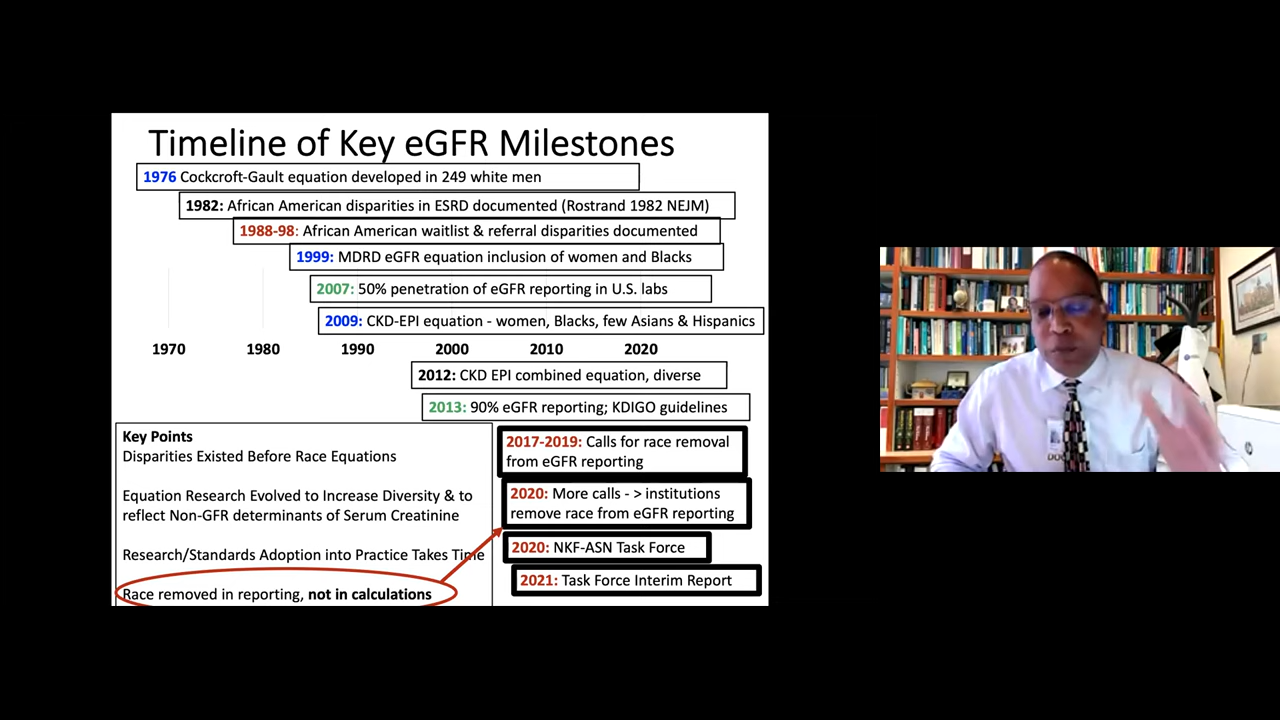 Timeline of Key eGFR Milestones
1976 Cockcroft-Gault equation developed in 249 white men
1982: African American disparities in ESRD documented (Rostrand 1982 NEJM)
1988-98: African American waitlist & referral disparities documented
1999: MDRD eGFR equation inclusion of women and Blacks
2007: 50% penetration of eGFR reporting in U.S. labs
2009: CKD-EPI equation - women, Blacks, few Asians & Hispanics
1970 1980 1990 2000 2010 2020
2012: CKD EPI combined equation, diverse
2013: 90% eGFR reporting; KDIGO guidelines
Key Points
Disparities Existed Before Race Equations
Equation Research Evolved to Increase Diversity & to
reflect Non-GFR determinants of Serum Creatinine
Research/Standards Adoption into Practice Takes Time
Race removed in reporting, not in calculations
2017-2019: Calls for race removal
from eGFR reporting
2020: More calls - > institutions
remove race from eGFR reporting
2020: NKF-ASN Task Force
2021: Task Force Interim Report